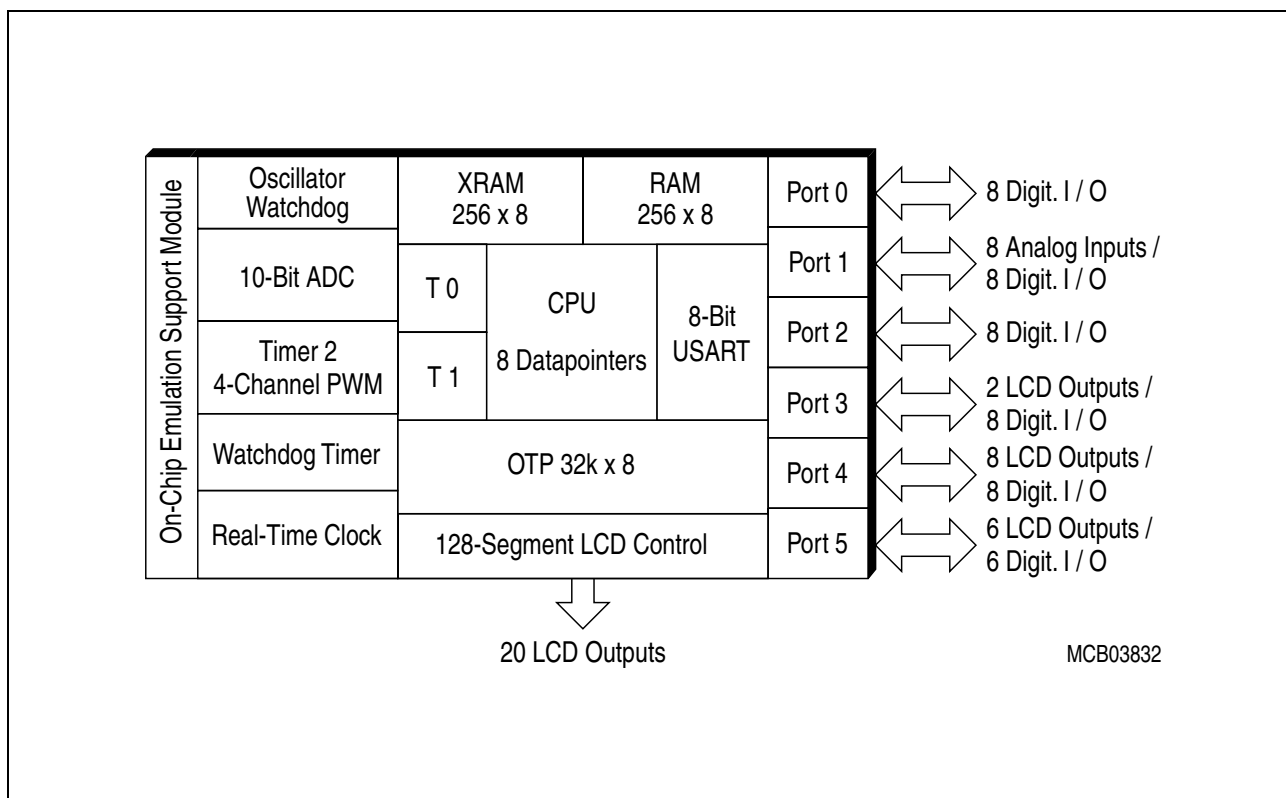 On-Chip Emulation Support Module
Oscillator
Watchdog
10-Bit ADC
Timer 2
4-Channel PWM
Watchdog Timer
Real-Time Clock
XRAM
256 x 8
RAM
256 x 8
T 0
T 1
CPU
8 Datapointers
8-Bit
USART
OTP 32k x 8
128-Segment LCD Control
Port 0
Port 1
Port 2
Port 3
Port 4
Port 5
8 Digit. I / O
8 Analog Inputs /
8 Digit. I / O
8 Digit. I / O
2 LCD Outputs /
8 Digit. I / O
8 LCD Outputs /
8 Digit. I / O
6 LCD Outputs /
6 Digit. I / O
20 LCD Outputs
MCB03832